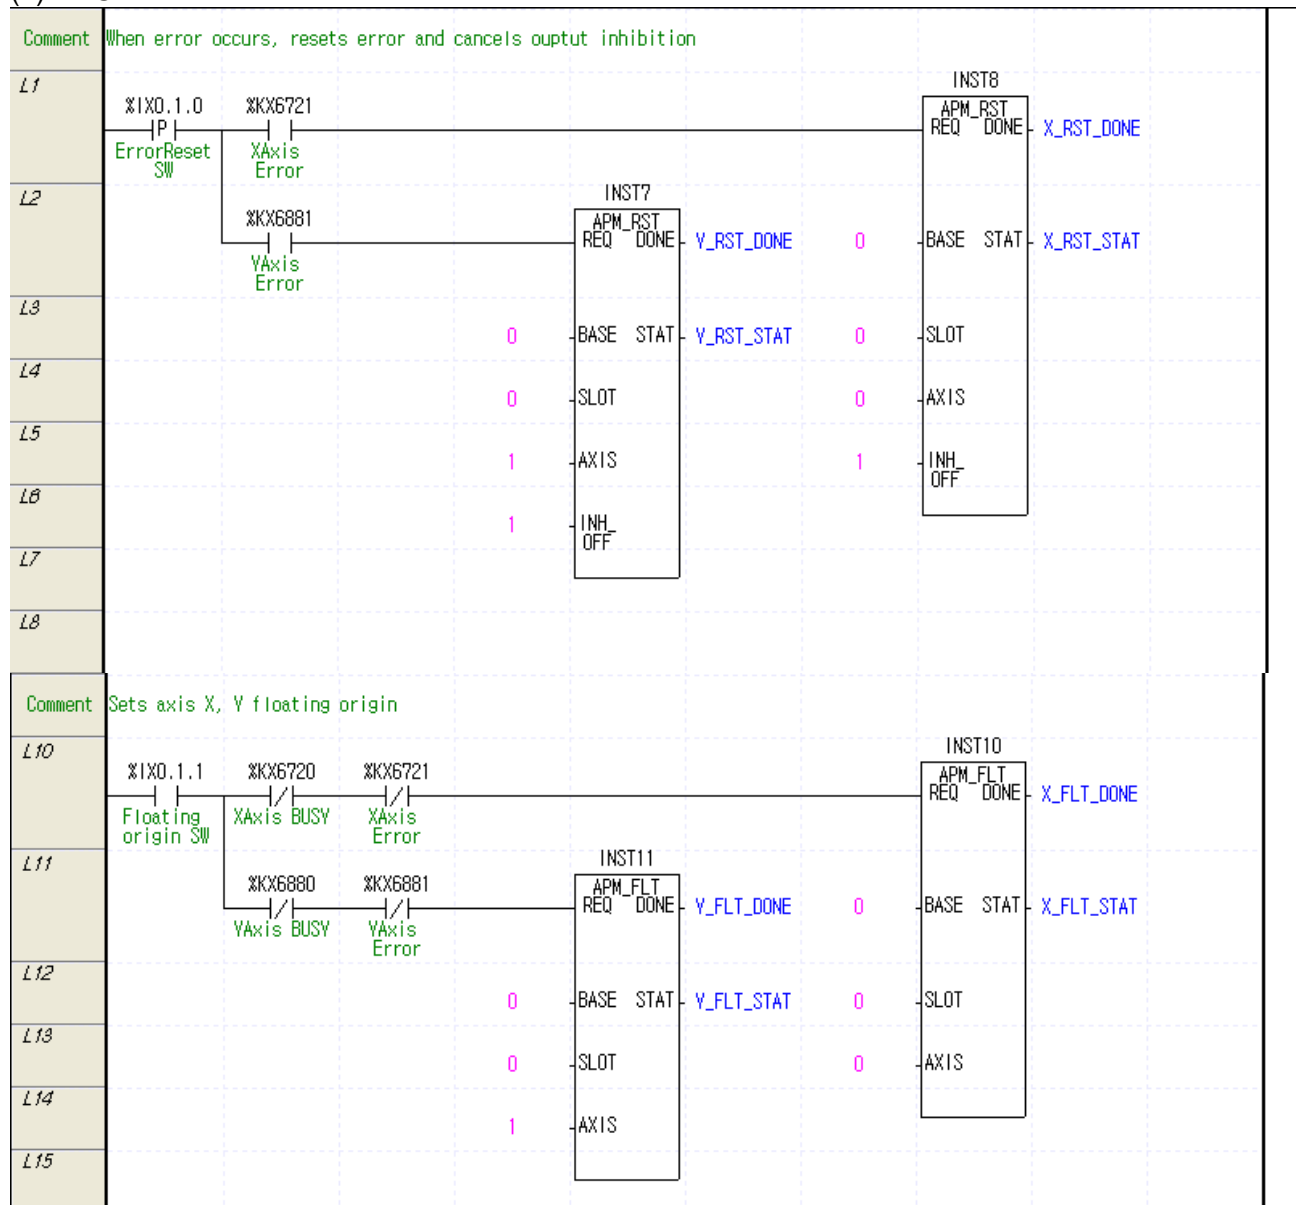 Comment When error occurs, resets error and cancels ouptut inhibition
L1
INST8
%IX0.1.0 %KX6721
APM_RST
P
REQ DONE X_RST_DONE
ErrorReset SW
XAxis Error
L2
INST7
%KX6881
APM_RST
REQ DONE Y_RST_DONE 0 BASE STAT X_RST_STAT
YAxis Error
L3
0 BASE STAT Y_RST_STAT 0 SLOT
L4
0 SLOT 0 AXIS
L5
1 AXIS 1 INH_OFF
L6
1 INH_OFF
L7
L8
Comment Sets axis X, Y floating origin
L10
INST10
%IX0.1.1 %KX6720 %KX6721
APM_FLT
REQ DONE X_FLT_DONE
Floating origin SW
XAxis BUSY
XAxis Error
L11
INST11
%KX6880 %KX6881
APM_FLT
REQ DONE Y_FLT_DONE 0 BASE STAT X_FLT_STAT
YAxis BUSY
YAxis Error
L12
0 BASE STAT Y_FLT_STAT 0 SLOT
L13
0 SLOT 0 AXIS
L14
1 AXIS
L15